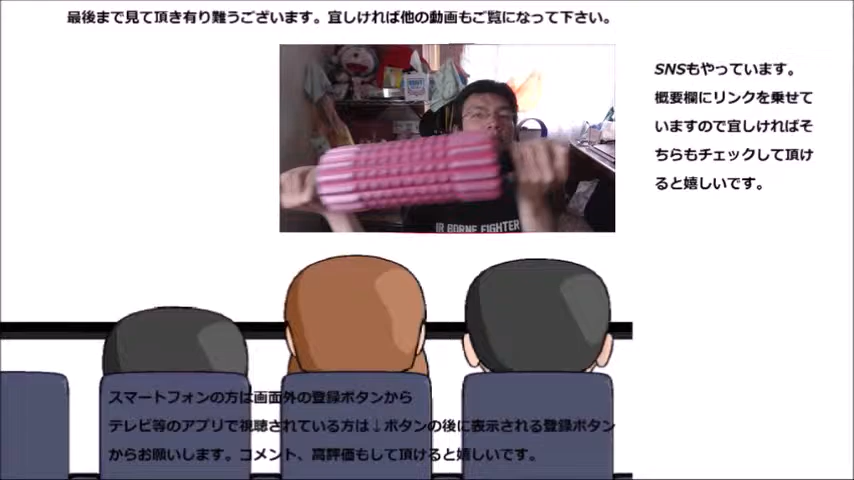 最後まで見て頂き有り難うございます。宜しければ他の動画もご覧になって下さい。
SNSもやっています。
概要欄にリンクを乗せて
いますので宜しければそ
ちらもチェックして頂け
ると嬉しいです。
IR BORNE FIGHTER
スマートフォンの方は画面外の登録ボタンから
テレビ等のアプリで視聴されている方は↓ボタンの後に表示される登録ボタン
からお願いします。コメント、高評価もして頂けると嬉しいです。